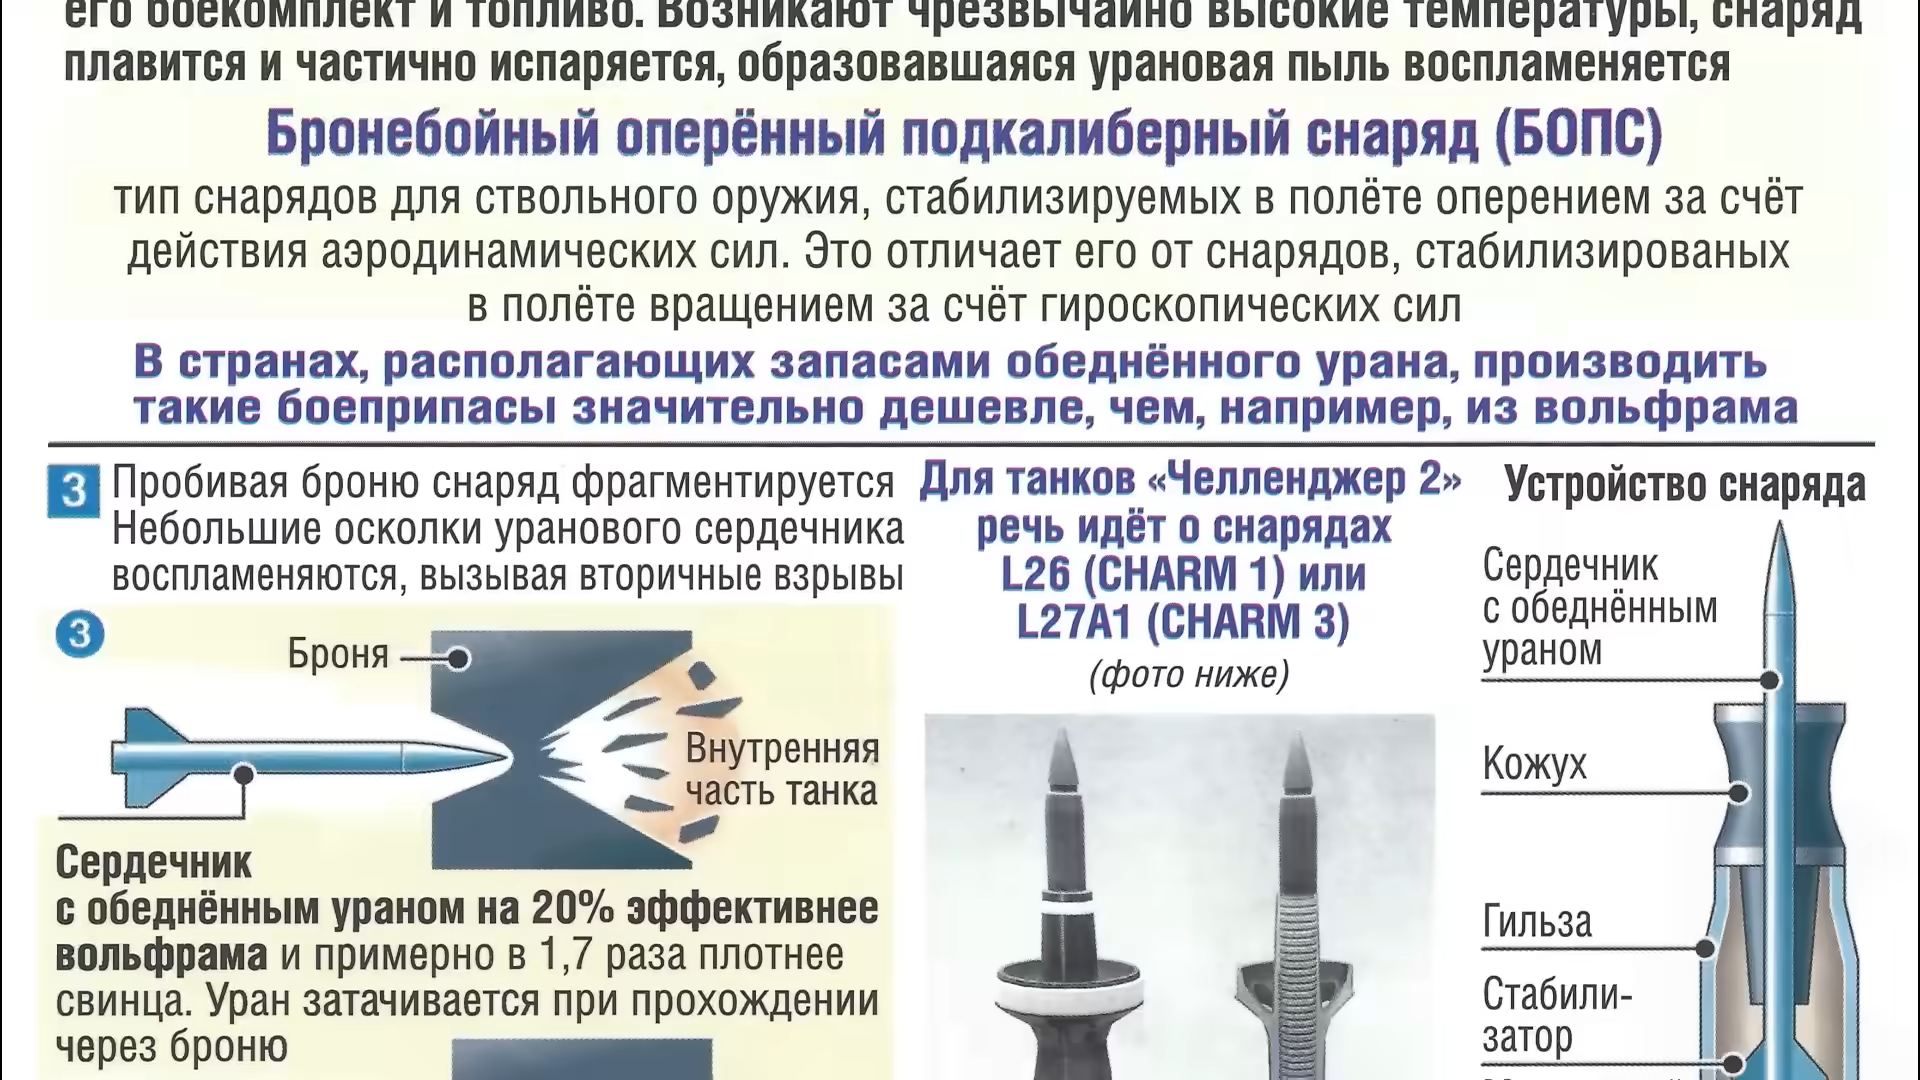 его боекомплект и топливо. Возникают чрезвычайно высокие температуры, снаряд
плавится и частично испаряется, образовавшаяся урановая пыль воспламеняется
Бронебойный оперённый подкалиберный снаряд (БОПС)
тип снарядов для ствольного оружия, стабилизируемых в полёте оперением за счёт
действия аэродинамических сил. Это отличает его от снарядов, стабилизированых
в полёте вращением за счёт гироскопических сил
В странах, располагающих запасами обеднённого урана, производить
такие боеприпасы значительно дешевле, чем, например, из вольфрама
3 Пробивая броню снаряд фрагментируется
Небольшие осколки уранового сердечника
воспламеняются, вызывая вторичные взрывы
3
Броня
Внутренняя
часть танка
Сердечник
с обеднённым ураном на 20% эффективнее
вольфрама и примерно в 1,7 раза плотнее
свинца. Уран затачивается при прохождении
через броню
Для танков «Челленджер 2»
речь идёт о снарядах
L26 (CHARM 1) или
L27A1 (CHARM 3)
(фото ниже)
Устройство снаряда
Сердечник
с обеднённым
ураном
Кожух
Гильза
Стабили-
затор